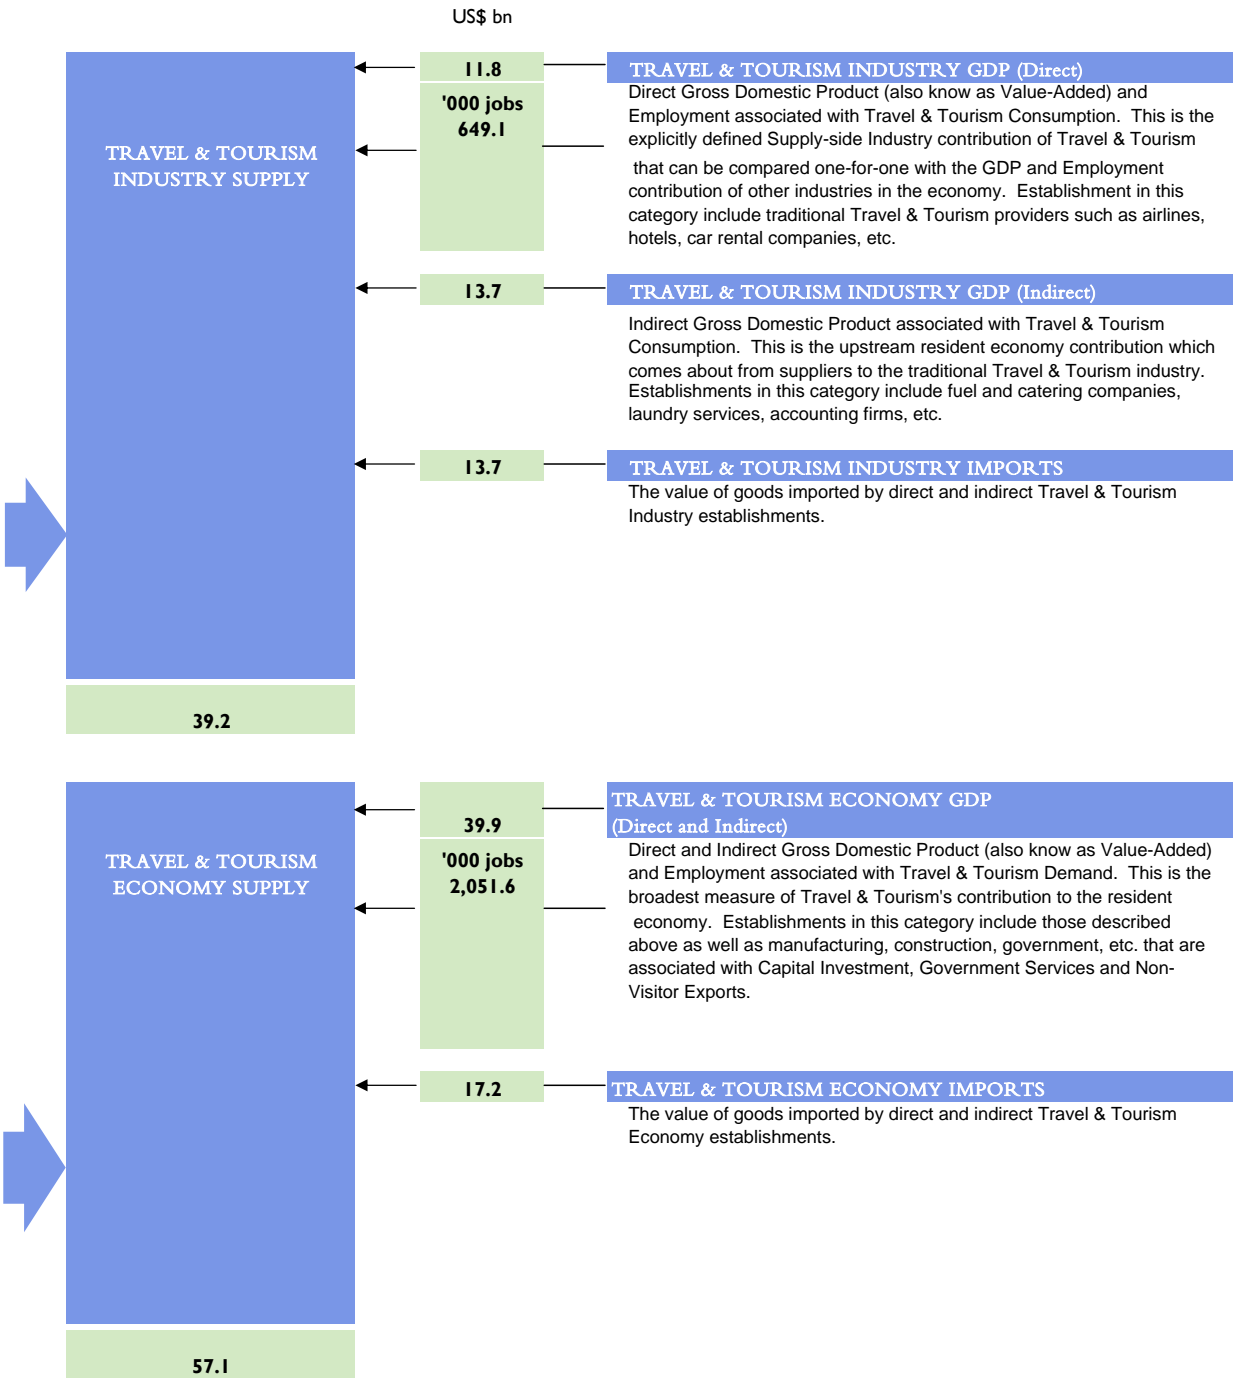 US$ bn
TRAVEL & TOURISM
INDUSTRY SUPPLY
39.2
11.8
'000 jobs
649.1
TRAVEL & TOURISM INDUSTRY GDP (Direct)
Direct Gross Domestic Product (also know as Value-Added) and
Employment associated with Travel & Tourism Consumption.  This is the
explicitly defined Supply-side Industry contribution of Travel & Tourism
that can be compared one-for-one with the GDP and Employment
contribution of other industries in the economy.  Establishment in this
category include traditional Travel & Tourism providers such as airlines,
hotels, car rental companies, etc.
13.7
TRAVEL & TOURISM INDUSTRY GDP (Indirect)
Indirect Gross Domestic Product associated with Travel & Tourism
Consumption.  This is the upstream resident economy contribution which
comes about from suppliers to the traditional Travel & Tourism industry.
Establishments in this category include fuel and catering companies,
laundry services, accounting firms, etc.
13.7
TRAVEL & TOURISM INDUSTRY IMPORTS
The value of goods imported by direct and indirect Travel & Tourism
Industry establishments.
TRAVEL & TOURISM
ECONOMY SUPPLY
57.1
39.9
'000 jobs
2,051.6
TRAVEL & TOURISM ECONOMY GDP
(Direct and Indirect)
Direct and Indirect Gross Domestic Product (also know as Value-Added)
and Employment associated with Travel & Tourism Demand.  This is the
broadest measure of Travel & Tourism's contribution to the resident
economy.  Establishments in this category include those described
above as well as manufacturing, construction, government, etc. that are
associated with Capital Investment, Government Services and Non-
Visitor Exports.
17.2
TRAVEL & TOURISM ECONOMY IMPORTS
The value of goods imported by direct and indirect Travel & Tourism
Economy establishments.